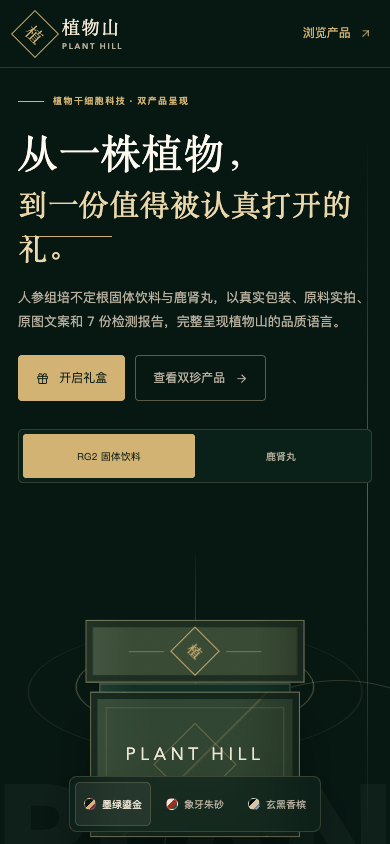 植
植物山
PLANT HILL
浏览产品
植物干细胞科技 · 双产品呈现
从一株植物，
到一份值得被认真打开的
礼。
人参组培不定根固体饮料与鹿肾丸，以真实包装、原料实拍、
原图文案和 7 份检测报告，完整呈现植物山的品质语言。
开启礼盒
查看双珍产品
RG2 固体饮料
鹿肾丸
植
PLANT HILL
墨绿鎏金
象牙朱砂
玄黑香槟